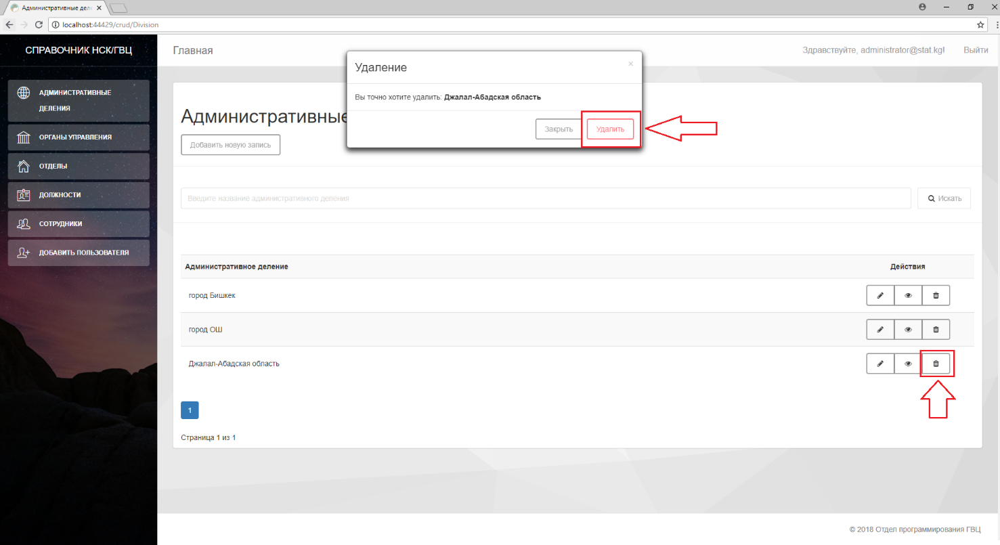 Административные дел
localhost:44429/crud/Division
СПРАВОЧНИК НСК/ГВЦ
АДМИНИСТРАТИВНЫЕ
ДЕЛЕНИЯ
ОРГАНЫ УПРАВЛЕНИЯ
ОТДЕЛЫ
ДОЛЖНОСТИ
СОТРУДНИКИ
ДОБАВИТЬ ПОЛЬЗОВАТЕЛЯ
Главная
Здравствуйте, administrator@stat.kg!
Выйти
Удаление
×
Вы точно хотите удалить: Джалал-Абадская область
Закрыть
Удалить
Административные
Добавить новую запись
Введите название административного деления
Искать
Административное деление
Действия
город Бишкек
город ОШ
Джалал-Абадская область
1
Страница 1 из 1
© 2018 Отдел программирования ГВЦ